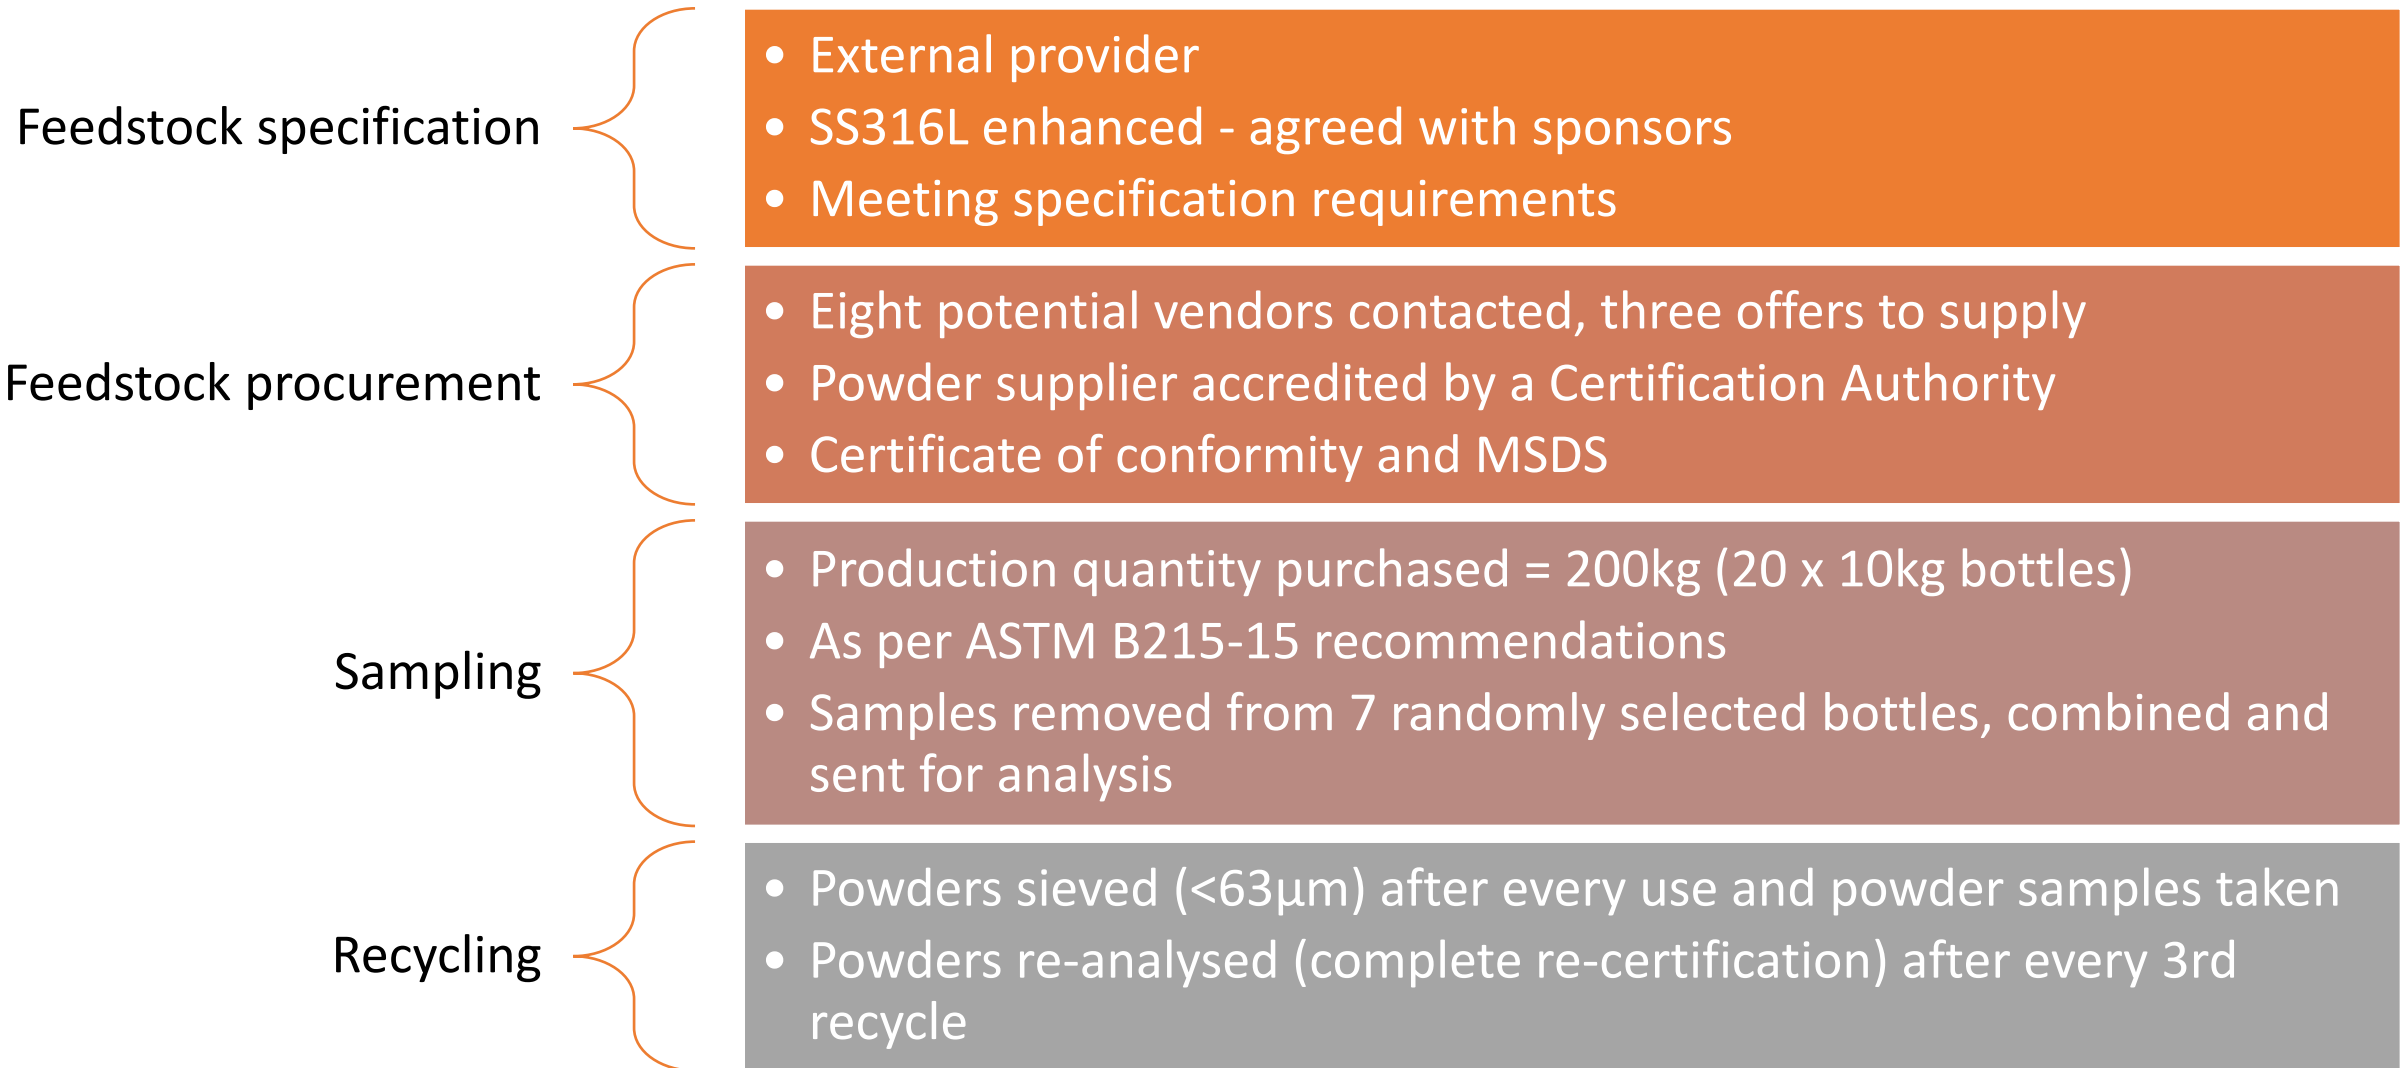 Feedstock specification
• External provider
• SS316L enhanced - agreed with sponsors
• Meeting specification requirements
Feedstock procurement
• Eight potential vendors contacted, three offers to supply
• Powder supplier accredited by a Certification Authority
• Certificate of conformity and MSDS
Sampling
• Production quantity purchased = 200kg (20 x 10kg bottles)
• As per ASTM B215-15 recommendations
• Samples removed from 7 randomly selected bottles, combined and
sent for analysis
Recycling
• Powders sieved (<63µm) after every use and powder samples taken
• Powders re-analysed (complete re-certification) after every 3rd
recycle